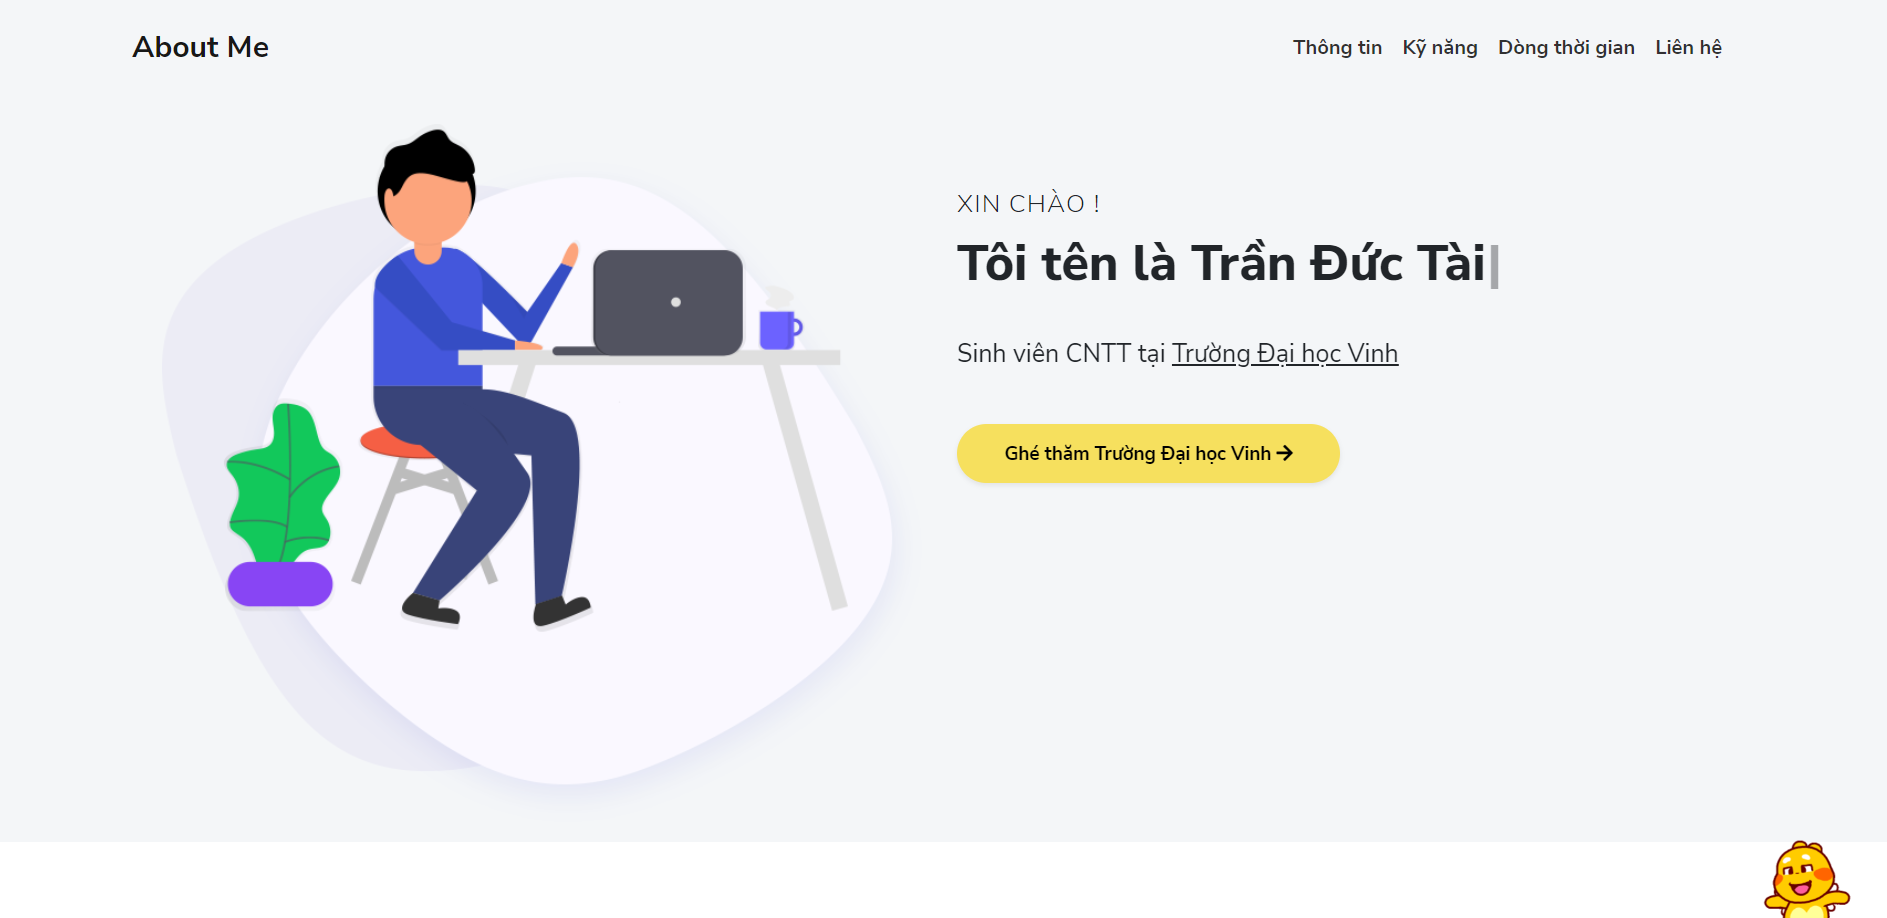 About Me
Thông tin Kỹ năng Dòng thời gian Liên hệ
XIN CHÀO !
Tôi tên là Trần Đức Tài|
Sinh viên CNTT tại Trường Đại học Vinh
Ghé thăm Trường Đại học Vinh →